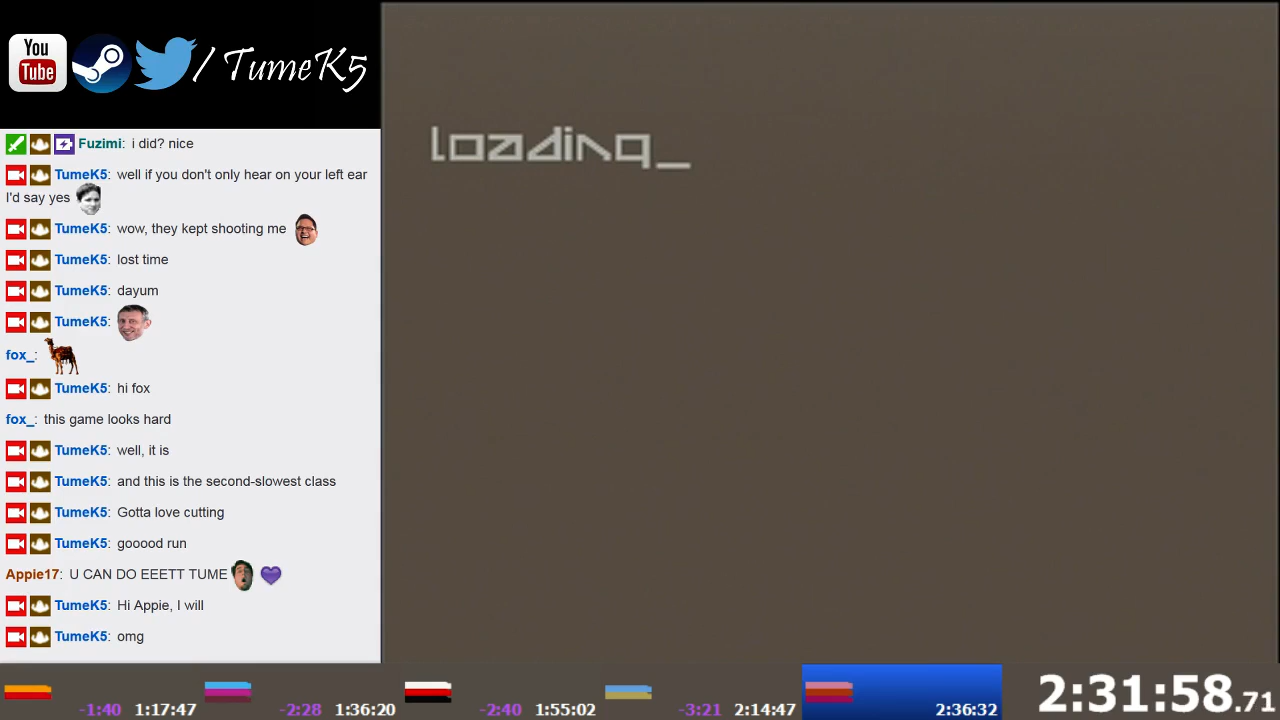 You
Tube
/ TumeK5
loading_
Fuzimi: i did? nice
TumeK5: well if you don't only hear on your left ear
I'd say yes
TumeK5: wow, they kept shooting me
TumeK5: lost time
TumeK5: dayum
TumeK5:
fox_:
TumeK5: hi fox
fox_: this game looks hard
TumeK5: well, it is
TumeK5: and this is the second-slowest class
TumeK5: Gotta love cutting
TumeK5: gooood run
Appie17: U CAN DO EEETT TUME
TumeK5: Hi Appie, I will
TumeK5: omg
-1:40 1:17:47 -2:28 1:36:20 -2:40 1:55:02 -3:21 2:14:47 2:36:32 2:31:58.71